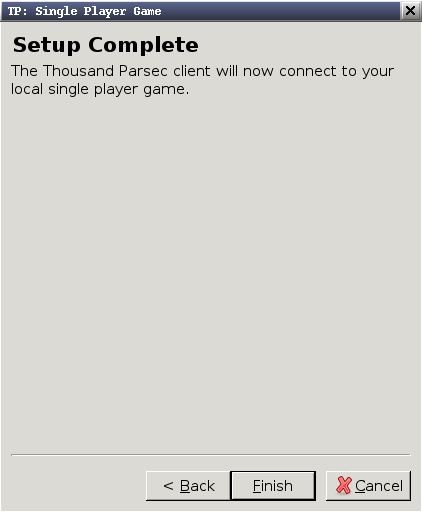 TP: Single Player Game
Setup Complete
The Thousand Parsec client will now connect to your
local single player game.
< Back
Finish
Cancel